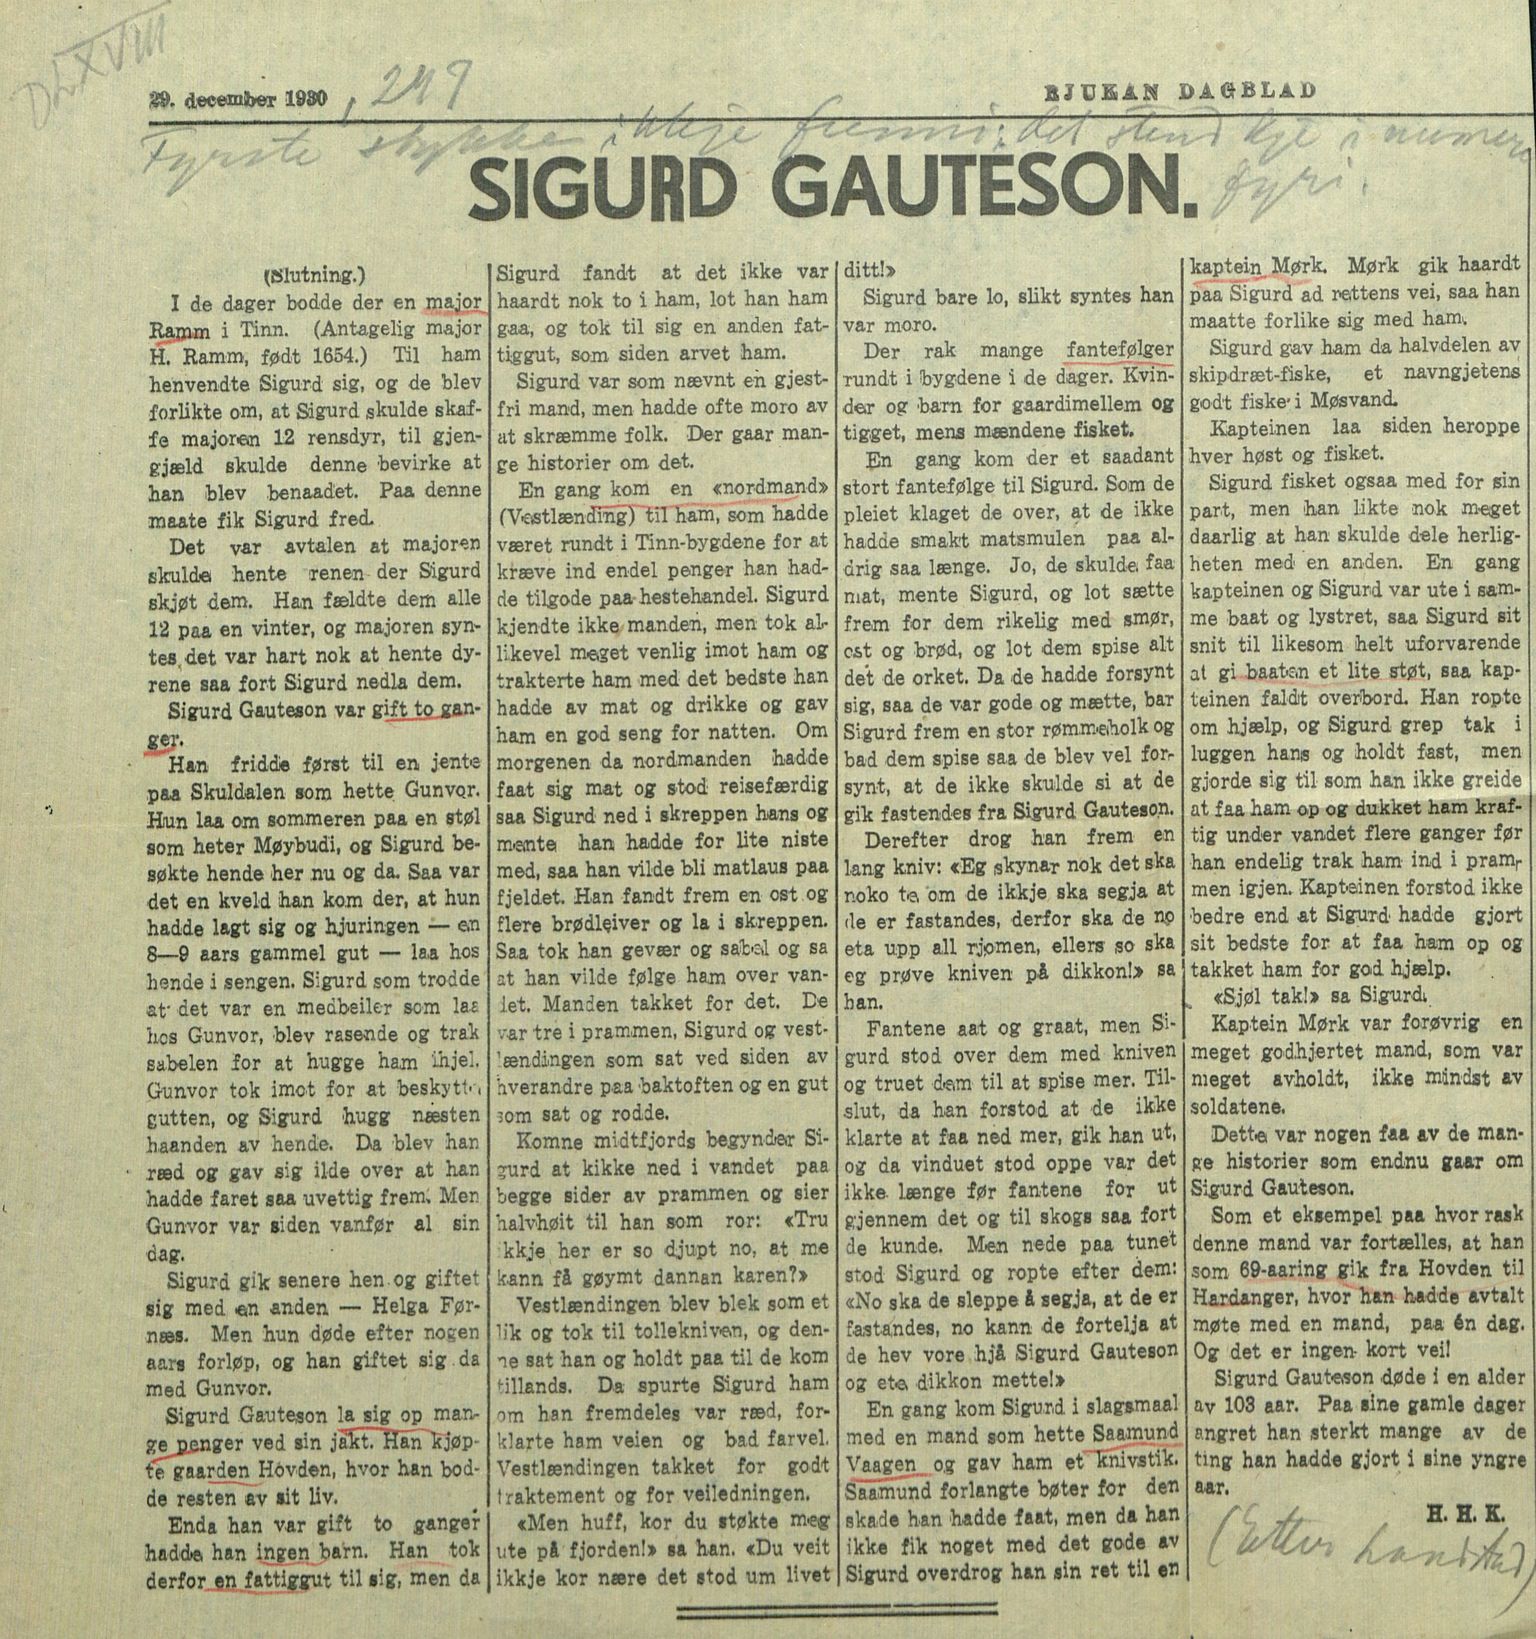 DLXVIII
29. december 1930
, 249
RJUKAN DAGBLAD
Fyrste stykke ikkje funni; det stend ikje i numera
fyri.
SIGURD GAUTESON.
(Slutning.)
I de dager bodde der en major
Ramm i Tinn. (Antagelig major
H. Ramm, født 1654.) Til ham
henvendte Sigurd sig, og de blev
forlikte om, at Sigurd skulde skaf-
fe majoren 12 rensdyr, til gjen-
gjæld skulde denne bevirke at
han blev benaadet. Paa denne
maate fik Sigurd fred.
Det var avtalen at majoren
skulde hente renen der Sigurd
skjøt dem. Han fældte dem alle
12 paa en vinter, og majoren syn-
tes det var hart nok at hente dy-
rene saa fort Sigurd nedla dem.
Sigurd Gauteson var gift to gan-
ger.
Han fridde først til en jente
paa Skuldalen som hette Gunvor.
Hun laa om sommeren paa en støl
som heter Møybudi, og Sigurd be-
søkte hende her nu og da. Saa var
det en kveld han kom der, at hun
hadde lagt sig og hjuringen — en
8—9 aars gammel gut — laa hos
hende i sengen. Sigurd som trodde
at det var en medbeiler som laa
hos Gunvor, blev rasende og trak
sabelen for at hugge ham ihjel.
Gunvor tok imot for at beskytte
gutten, og Sigurd hugg næsten
haanden av hende. Da blev han
ræd og gav sig ilde over at han
hadde faret saa uvettig frem. Men
Gunvor var siden vanfør al sin
dag.
Sigurd gik senere hen og giftet
sig med en anden — Helga Før-
næs. Men hun døde efter nogen
aars forløp, og han giftet sig da
med Gunvor.
Sigurd Gauteson la sig op man-
ge penger ved sin jakt. Han kjøp-
te gaarden Hovden, hvor han bod-
de resten av sit liv.
Enda han var gift to ganger
hadde han ingen barn. Han tok
derfor en fattiggut til sig, men da
Sigurd fandt at det ikke var
haardt nok to i ham, lot han ham
gaa, og tok til sig en anden fat-
tiggut, som siden arvet ham.
Sigurd var som nævnt en gjest-
fri mand, men hadde ofte moro av
at skræmme folk. Der gaar man-
ge historier om det.
En gang kom en «nordmand»
(Vestlænding) til ham, som hadde
været rundt i Tinn-bygdene for at
kræve ind endel penger han had-
de tilgode paa hestehandel. Sigurd
kjendte ikke manden, men tok al-
likevel meget venlig imot ham og
trakterte ham med det bedste han
hadde av mat og drikke og gav
ham en god seng for natten. Om
morgenen da nordmanden hadde
faat sig mat og stod reisefærdig
saa Sigurd ned i skreppen hans og
mente han hadde for lite niste
med, saa han vilde bli matlaus paa
fjeldet. Han fandt frem en ost og
flere brødleiver og la i skreppen.
Saa tok han gevær og sabel og sa
at han vilde følge ham over van-
det. Manden takket for det. De
var tre i prammen, Sigurd og vest-
lændingen som sat ved siden av
hverandre paa baktoften og en gut
som sat og rodde.
Komne midtfjords begynder Si-
gurd at kikke ned i vandet paa
begge sider av prammen og sier
halvhøit til han som ror: «Tru
ikkje her er so djupt no, at me
kann få gøymt dannan karen?»
Vestlændingen blev blek som et
lik og tok til tollekniven, og den-
ne sat han og holdt paa til de kom
tillands. Da spurte Sigurd ham
om han fremdeles var ræd, for-
klarte ham veien og bad farvel.
Vestlændingen takket for godt
traktement og for veiledningen.
«Men huff, kor du støkte meg
ute på fjorden!» sa han. «Du veit
ikkje kor nære det stod um livet
ditt!»
Sigurd bare lo, slikt syntes han
var moro.
Der rak mange fantefølger
rundt i bygdene i de dager. Kvin-
der og barn for gaardimellem og
tigget, mens mændene fisket.
En gang kom der et saadant
stort fantefølge til Sigurd. Som de
pleiet klaget de over, at de ikke
hadde smakt matsmulen paa al-
drig saa længe. Jo, de skulde faa
mat, mente Sigurd, og lot sætte
frem for dem rikelig med smør,
ost og brød, og lot dem spise alt
det de orket. Da de hadde forsynt
sig, saa de var gode og mætte, bar
Sigurd frem en stor rømmeholk og
bad dem spise saa de blev vel for-
synt, at de ikke skulde si at de
gik fastendes fra Sigurd Gauteson.
Derefter drog han frem en
lang kniv: «Eg skynar nok det ska
noko te om de ikkje ska segja at
de er fastandes, derfor ska de no
eta upp all rjomen, ellers so ska
eg prøve kniven på dikkon!» sa
han.
Fantene aat og graat, men Si-
gurd stod over dem med kniven
og truet dem til at spise mer. Til-
slut, da han forstod at de ikke
klarte at faa ned mer, gik han ut,
og da vinduet stod oppe var det
ikke længe før fantene for ut
gjennem det og til skogs saa fort
de kunde. Men nede paa tunet
stod Sigurd og ropte efter dem:
«No ska de sleppe å segja, at de er
fastandes, no kann de fortelja at
de hev vore hjå Sigurd Gauteson
og ete dikkon mette!»
En gang kom Sigurd i slagsmaal
med en mand som hette Saamund
Vaagen og gav ham et knivstik.
Saamund forlangte bøter for den
skade han hadde faat, men da han
ikke fik noget med det gode av
Sigurd overdrog han sin ret til en
kaptein Mørk. Mørk gik haardt
paa Sigurd ad rettens vei, saa han
maatte forlike sig med ham.
Sigurd gav ham da halvdelen av
skipdræt-fiske, et navngjetens
godt fiske i Møsvand.
Kapteinen laa siden heroppe
hver høst og fisket.
Sigurd fisket ogsaa med for sin
part, men han likte nok meget
daarlig at han skulde dele herlig-
heten med en anden. En gang
kapteinen og Sigurd var ute i sam-
me baat og lystret, saa Sigurd sit
snit til likesom helt uforvarende
at gi baaten et lite støt, saa kap-
teinen faldt overbord. Han ropte
om hjælp, og Sigurd grep tak i
luggen hans og holdt fast, men
gjorde sig til som han ikke greide
at faa ham op og dukket ham kraf-
tig under vandet flere ganger før
han endelig trak ham ind i pram-
men igjen. Kapteinen forstod ikke
bedre end at Sigurd hadde gjort
sit bedste for at faa ham op og
takket ham for god hjælp.
«Sjøl tak!» sa Sigurd.
Kaptein Mørk var forøvrig en
meget godhjertet mand, som var
meget avholdt, ikke mindst av
soldatene.
Dette var nogen faa av de man-
ge historier som endnu gaar om
Sigurd Gauteson.
Som et eksempel paa hvor rask
denne mand var fortælles, at han
som 69-aaring gik fra Hovden til
Hardanger, hvor han hadde avtalt
møte med en mand, paa én dag.
Og det er ingen kort vei!
Sigurd Gauteson døde i en alder
av 103 aar. Paa sine gamle dager
angret han sterkt mange av de
ting han hadde gjort i sine yngre
aar.
H. H. K.
(Etter Landstad)